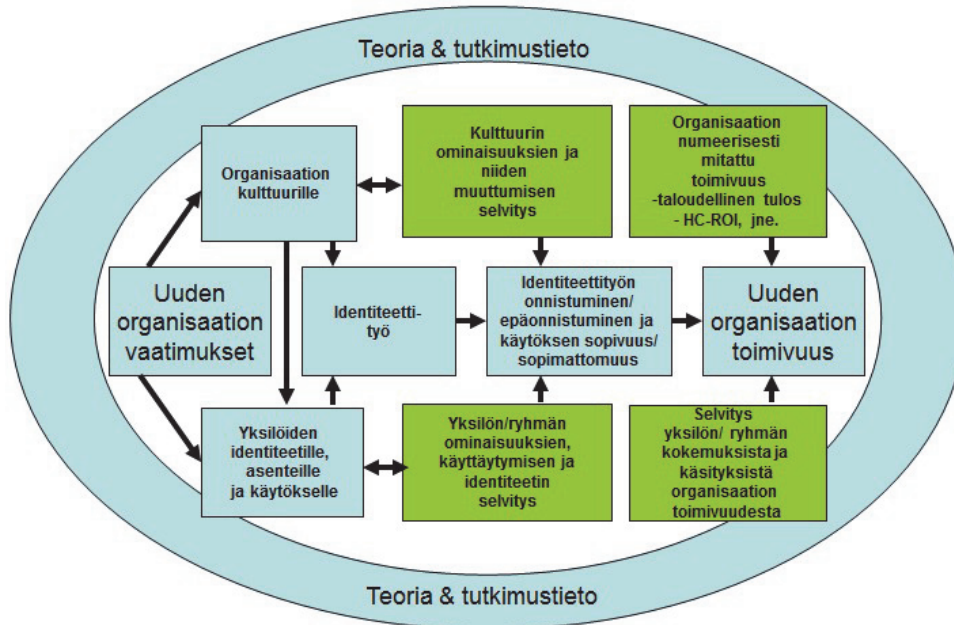 Teoria & tutkimustieto
Organisaation
kulttuurille
Kulttuurin
ominaisuuksien ja
niiden
muuttumisen
selvitys
Organisaation
numeerisesti
mitattu
toimivuus
-taloudellinen tulos
- HC-ROI, jne.
Uuden
organisaation
vaatimukset
Identiteetti-
työ
Identiteettityön
onnistuminen/
epäonnistuminen ja
käytöksen sopivuus/
sopimattomuus
Uuden
organisaation
toimivuus
Yksilöiden
identiteetille,
asenteille
ja käytökselle
Yksilön/ryhmän
ominaisuuksien,
käyttäytymisen ja
identiteetin
selvitys
Selvitys
yksilön/ ryhmän
kokemuksista ja
käsityksistä
organisaation
toimivuudesta
Teoria & tutkimustieto